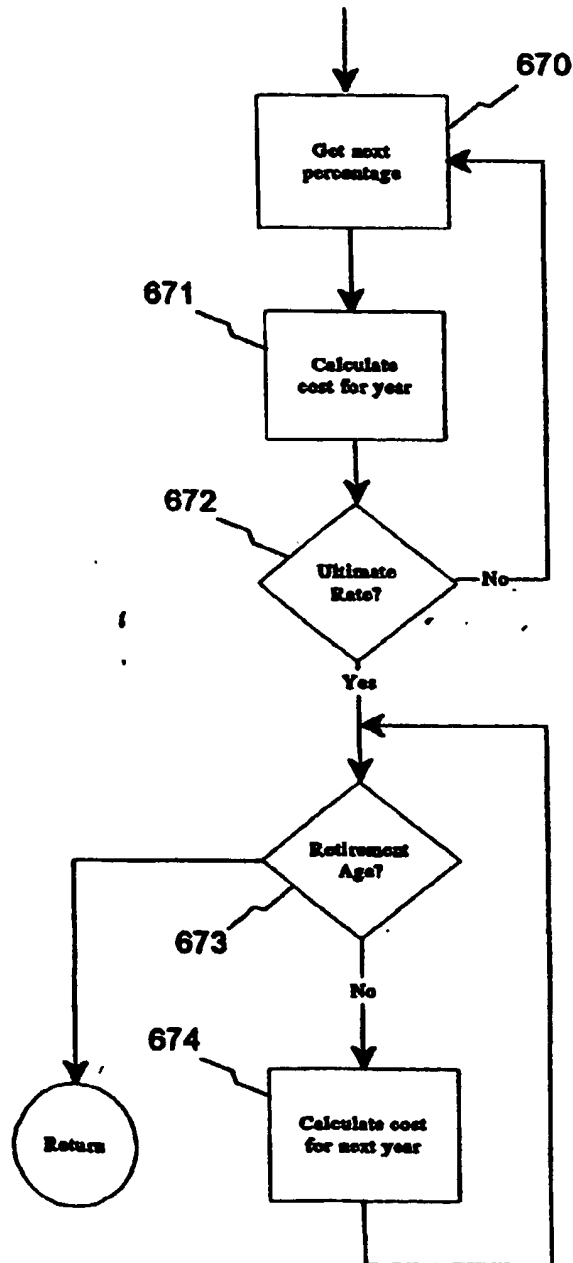 670
Get next
percentage
671
Calculate
cost for year
672
Ultimate
Rate?
No
Yes
Retirement
Age?
673
No
674
Calculate cost
for next year
Return